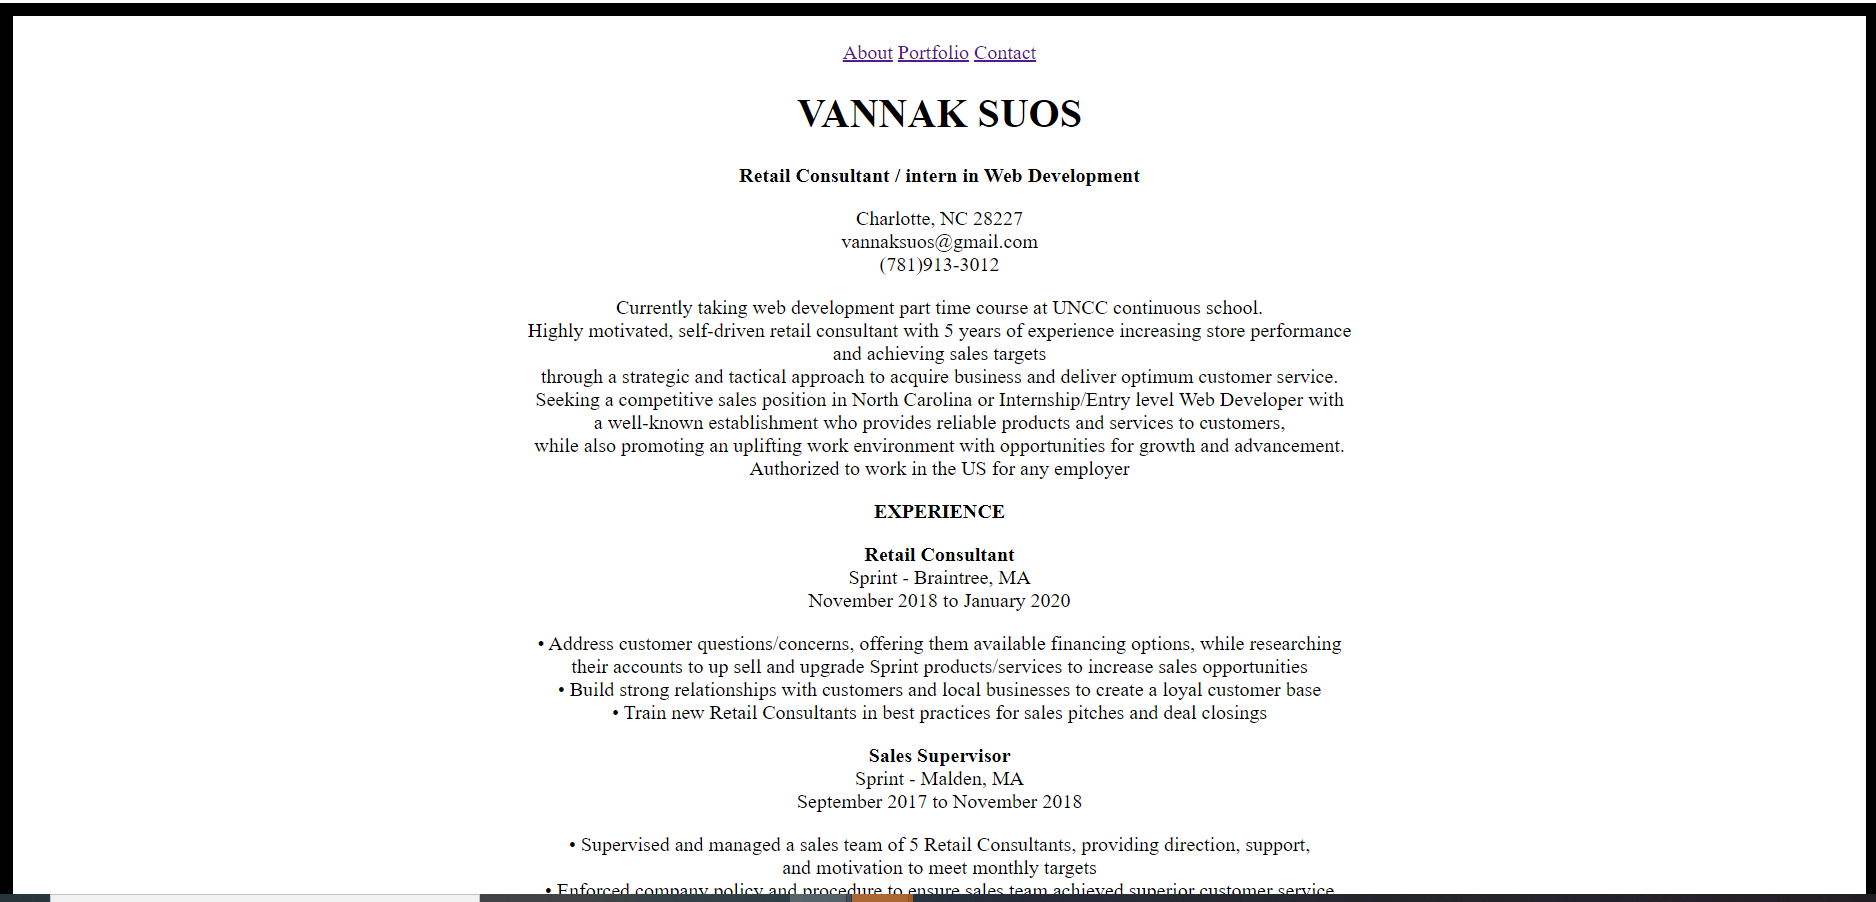 About Portfolio Contact
VANNAK SUOS
Retail Consultant / intern in Web Development
Charlotte, NC 28227
vannaksuos@gmail.com
(781)913-3012
Currently taking web development part time course at UNCC continuous school.
Highly motivated, self-driven retail consultant with 5 years of experience increasing store performance
and achieving sales targets
through a strategic and tactical approach to acquire business and deliver optimum customer service.
Seeking a competitive sales position in North Carolina or Internship/Entry level Web Developer with
a well-known establishment who provides reliable products and services to customers,
while also promoting an uplifting work environment with opportunities for growth and advancement.
Authorized to work in the US for any employer
EXPERIENCE
Retail Consultant
Sprint - Braintree, MA
November 2018 to January 2020
• Address customer questions/concerns, offering them available financing options, while researching
their accounts to up sell and upgrade Sprint products/services to increase sales opportunities
• Build strong relationships with customers and local businesses to create a loyal customer base
• Train new Retail Consultants in best practices for sales pitches and deal closings
Sales Supervisor
Sprint - Malden, MA
September 2017 to November 2018
• Supervised and managed a sales team of 5 Retail Consultants, providing direction, support,
and motivation to meet monthly targets
• Enforced company policy and procedure to ensure sales team achieved superior customer service